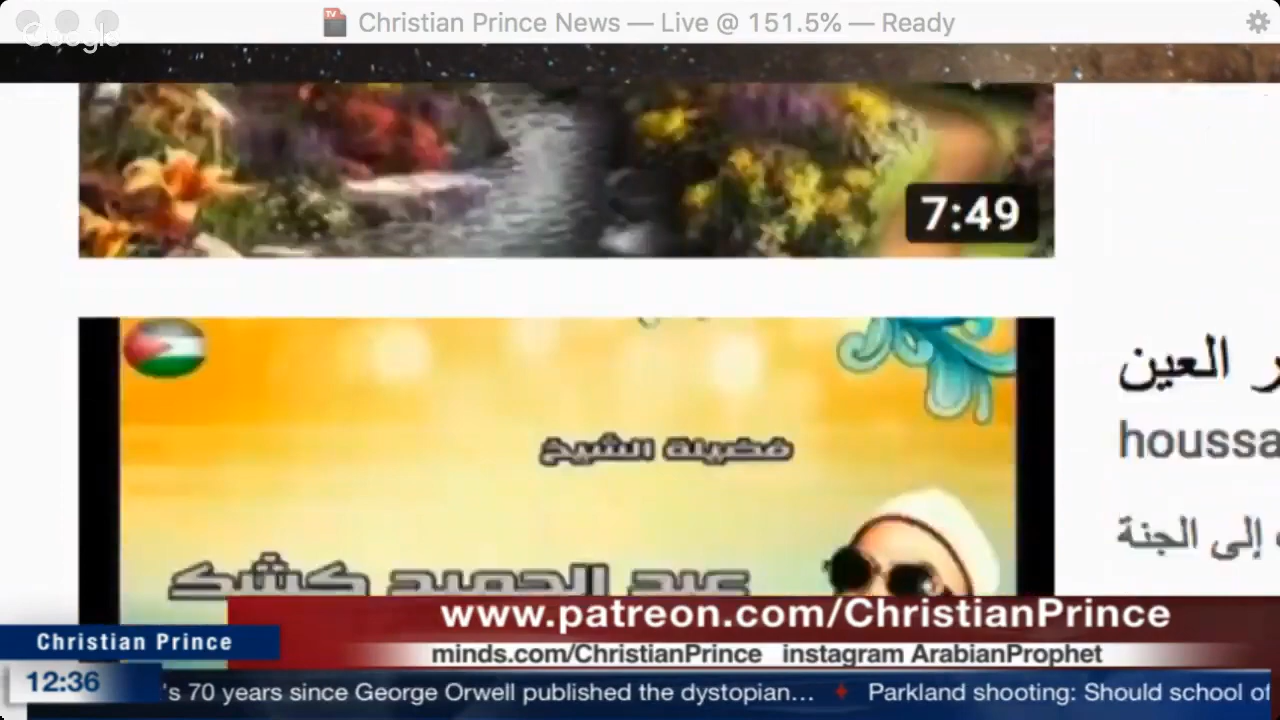 Christian Prince News — Live @ 151.5% — Ready
Google
TV
7:49
ر العين
houssa
إلى الجنة
فضيلة الشيخ
عبد الحميد كشك
www.patreon.com/ChristianPrince
Christian Prince
minds.com/ChristianPrince instagram ArabianProphet
12:36
's 70 years since George Orwell published the dystopian... ♦ Parkland shooting: Should school of